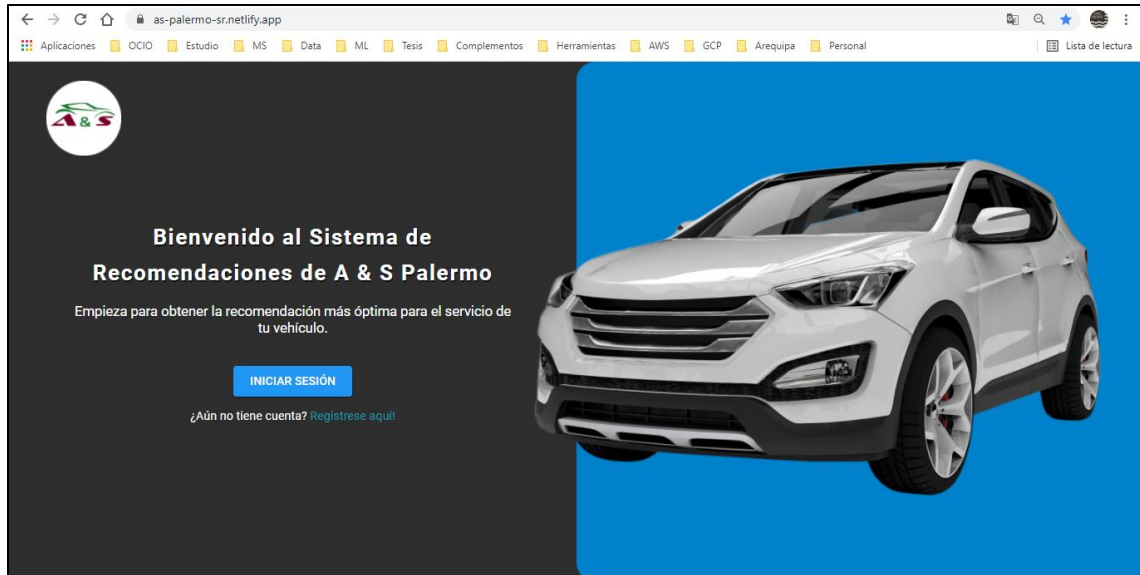 as-palermo-sr.netlify.app
Aplicaciones OCIO Estudio MS Data ML Tesis Complementos Herramientas AWS GCP Arequipa Personal Lista de lectura
A & S
Bienvenido al Sistema de
Recomendaciones de A & S Palermo
Empieza para obtener la recomendación más óptima para el servicio de
tu vehículo.
INICIAR SESIÓN
¿Aún no tiene cuenta? Regístrese aquí!